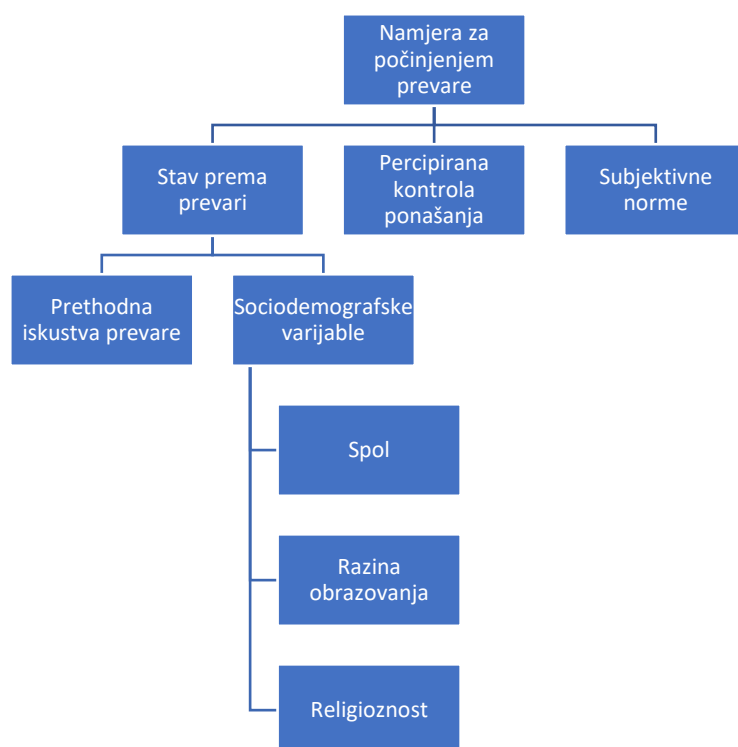 Namjera za
počinjenjem
prevare
Stav prema
prevari
Percipirana
kontrola
ponašanja
Subjektivne
norme
Prethodna
iskustva prevare
Sociodemografske
varijable
Spol
Razina
obrazovanja
Religioznost